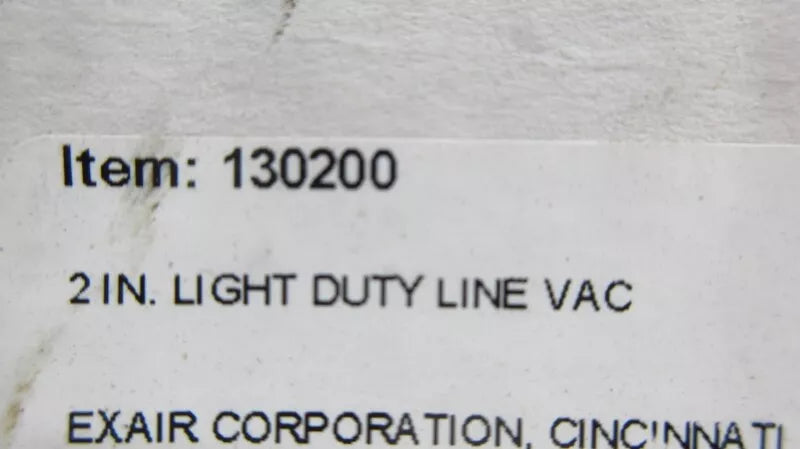 Item: 130200
2 IN. LIGHT DUTY LINE VAC
EXAIR CORPORATION, CINCINNATI